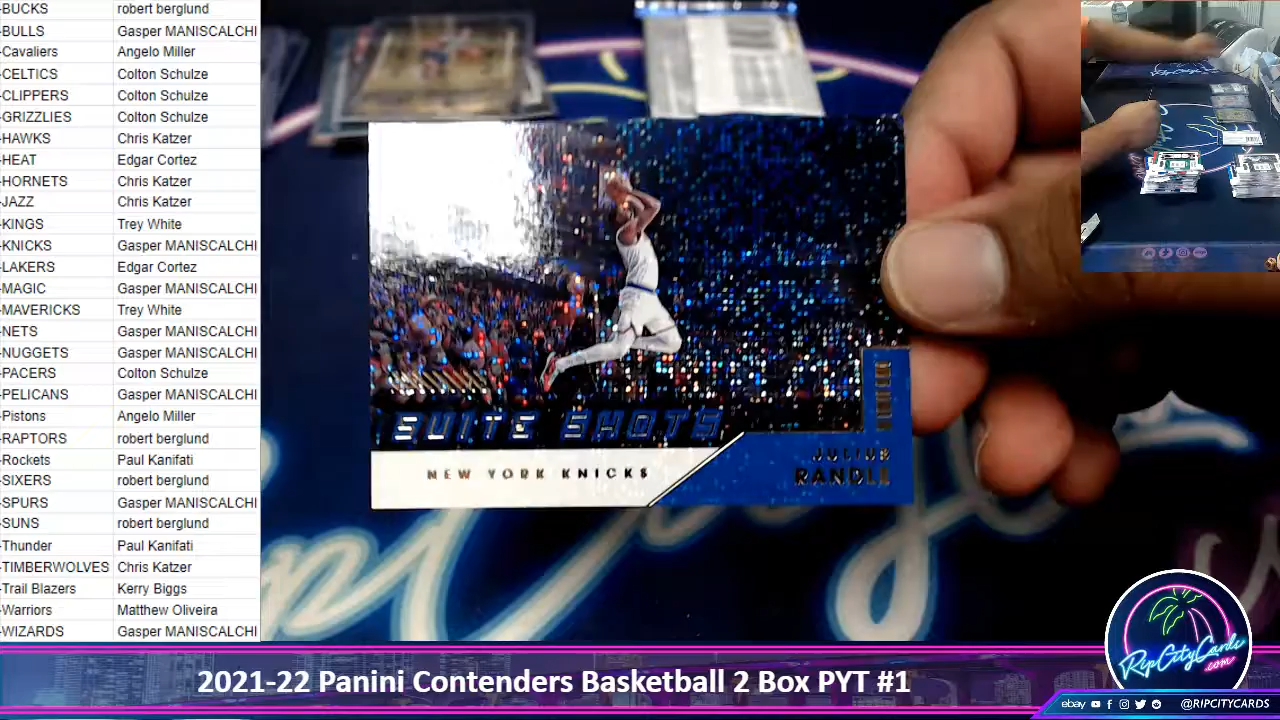 -BUCKS robert berglund
-BULLS Gasper MANISCALCHI
-Cavaliers Angelo Miller
-CELTICS Colton Schulze
-CLIPPERS Colton Schulze
-GRIZZLIES Colton Schulze
-HAWKS Chris Katzer
-HEAT Edgar Cortez
-HORNETS Chris Katzer
-JAZZ Chris Katzer
-KINGS Trey White
-KNICKS Gasper MANISCALCHI
-LAKERS Edgar Cortez
-MAGIC Gasper MANISCALCHI
-MAVERICKS Trey White
-NETS Gasper MANISCALCHI
-NUGGETS Gasper MANISCALCHI
-PACERS Colton Schulze
-PELICANS Gasper MANISCALCHI
-Pistons Angelo Miller
-RAPTORS robert berglund
-Rockets Paul Kanifati
-SIXERS robert berglund
-SPURS Gasper MANISCALCHI
-SUNS robert berglund
-Thunder Paul Kanifati
-TIMBERWOLVES Chris Katzer
-Trail Blazers Kerry Biggs
-Warriors Matthew Oliveira
-WIZARDS Gasper MANISCALCHI
SUITE SHOTS
NEW YORK KNICKS
JULIUS
RANDLE
RipCityCards
.com
2021-22 Panini Contenders Basketball 2 Box PYT #1
ebay @RIPCITYCARDS